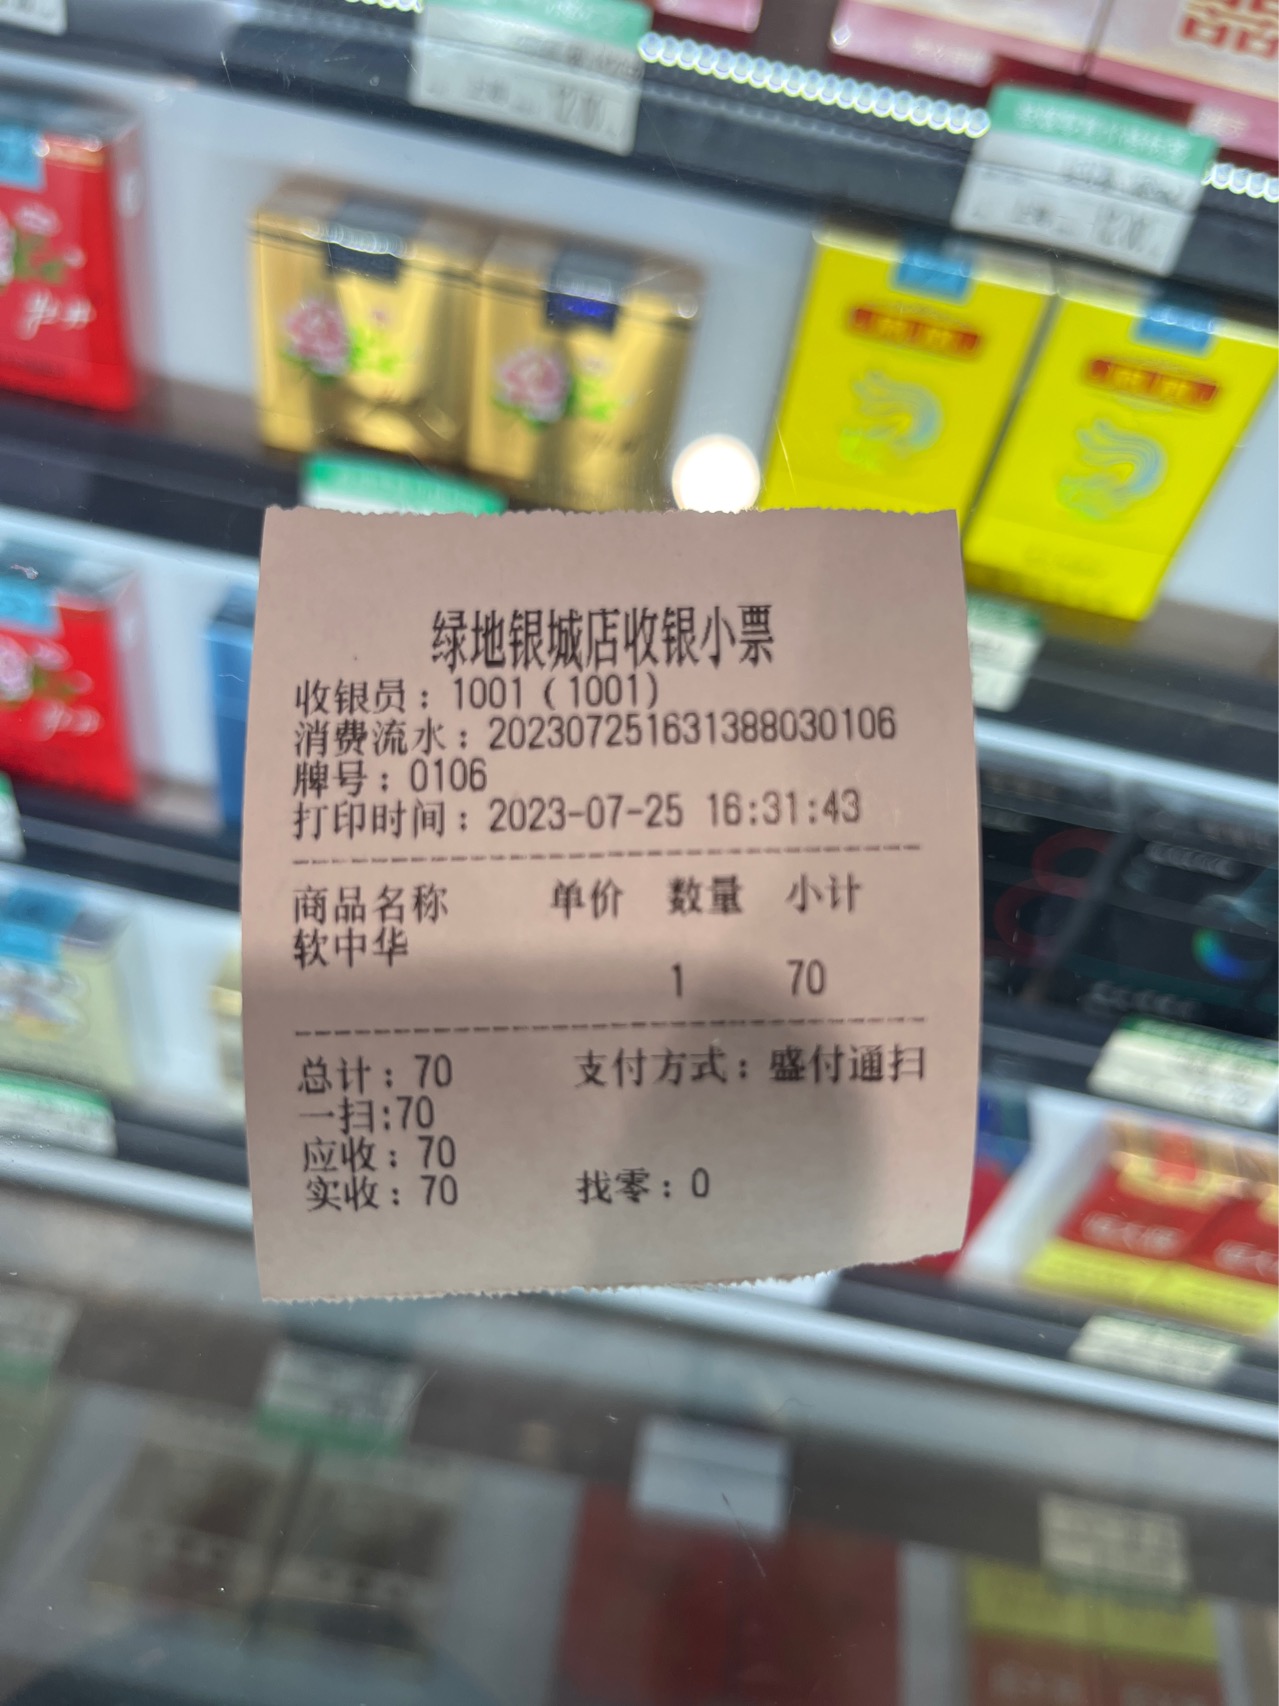 绿地银城店收银小票
收银员：1001（1001）
消费流水：2023072516313880301​06
牌号：0106
打印时间：2023-07-25 16:31:43
商品名称 单价 数量 小计
软中华
1 70
总计：70 支付方式：盛付通扫
一扫:70
应收：70
实收：70 找零：0